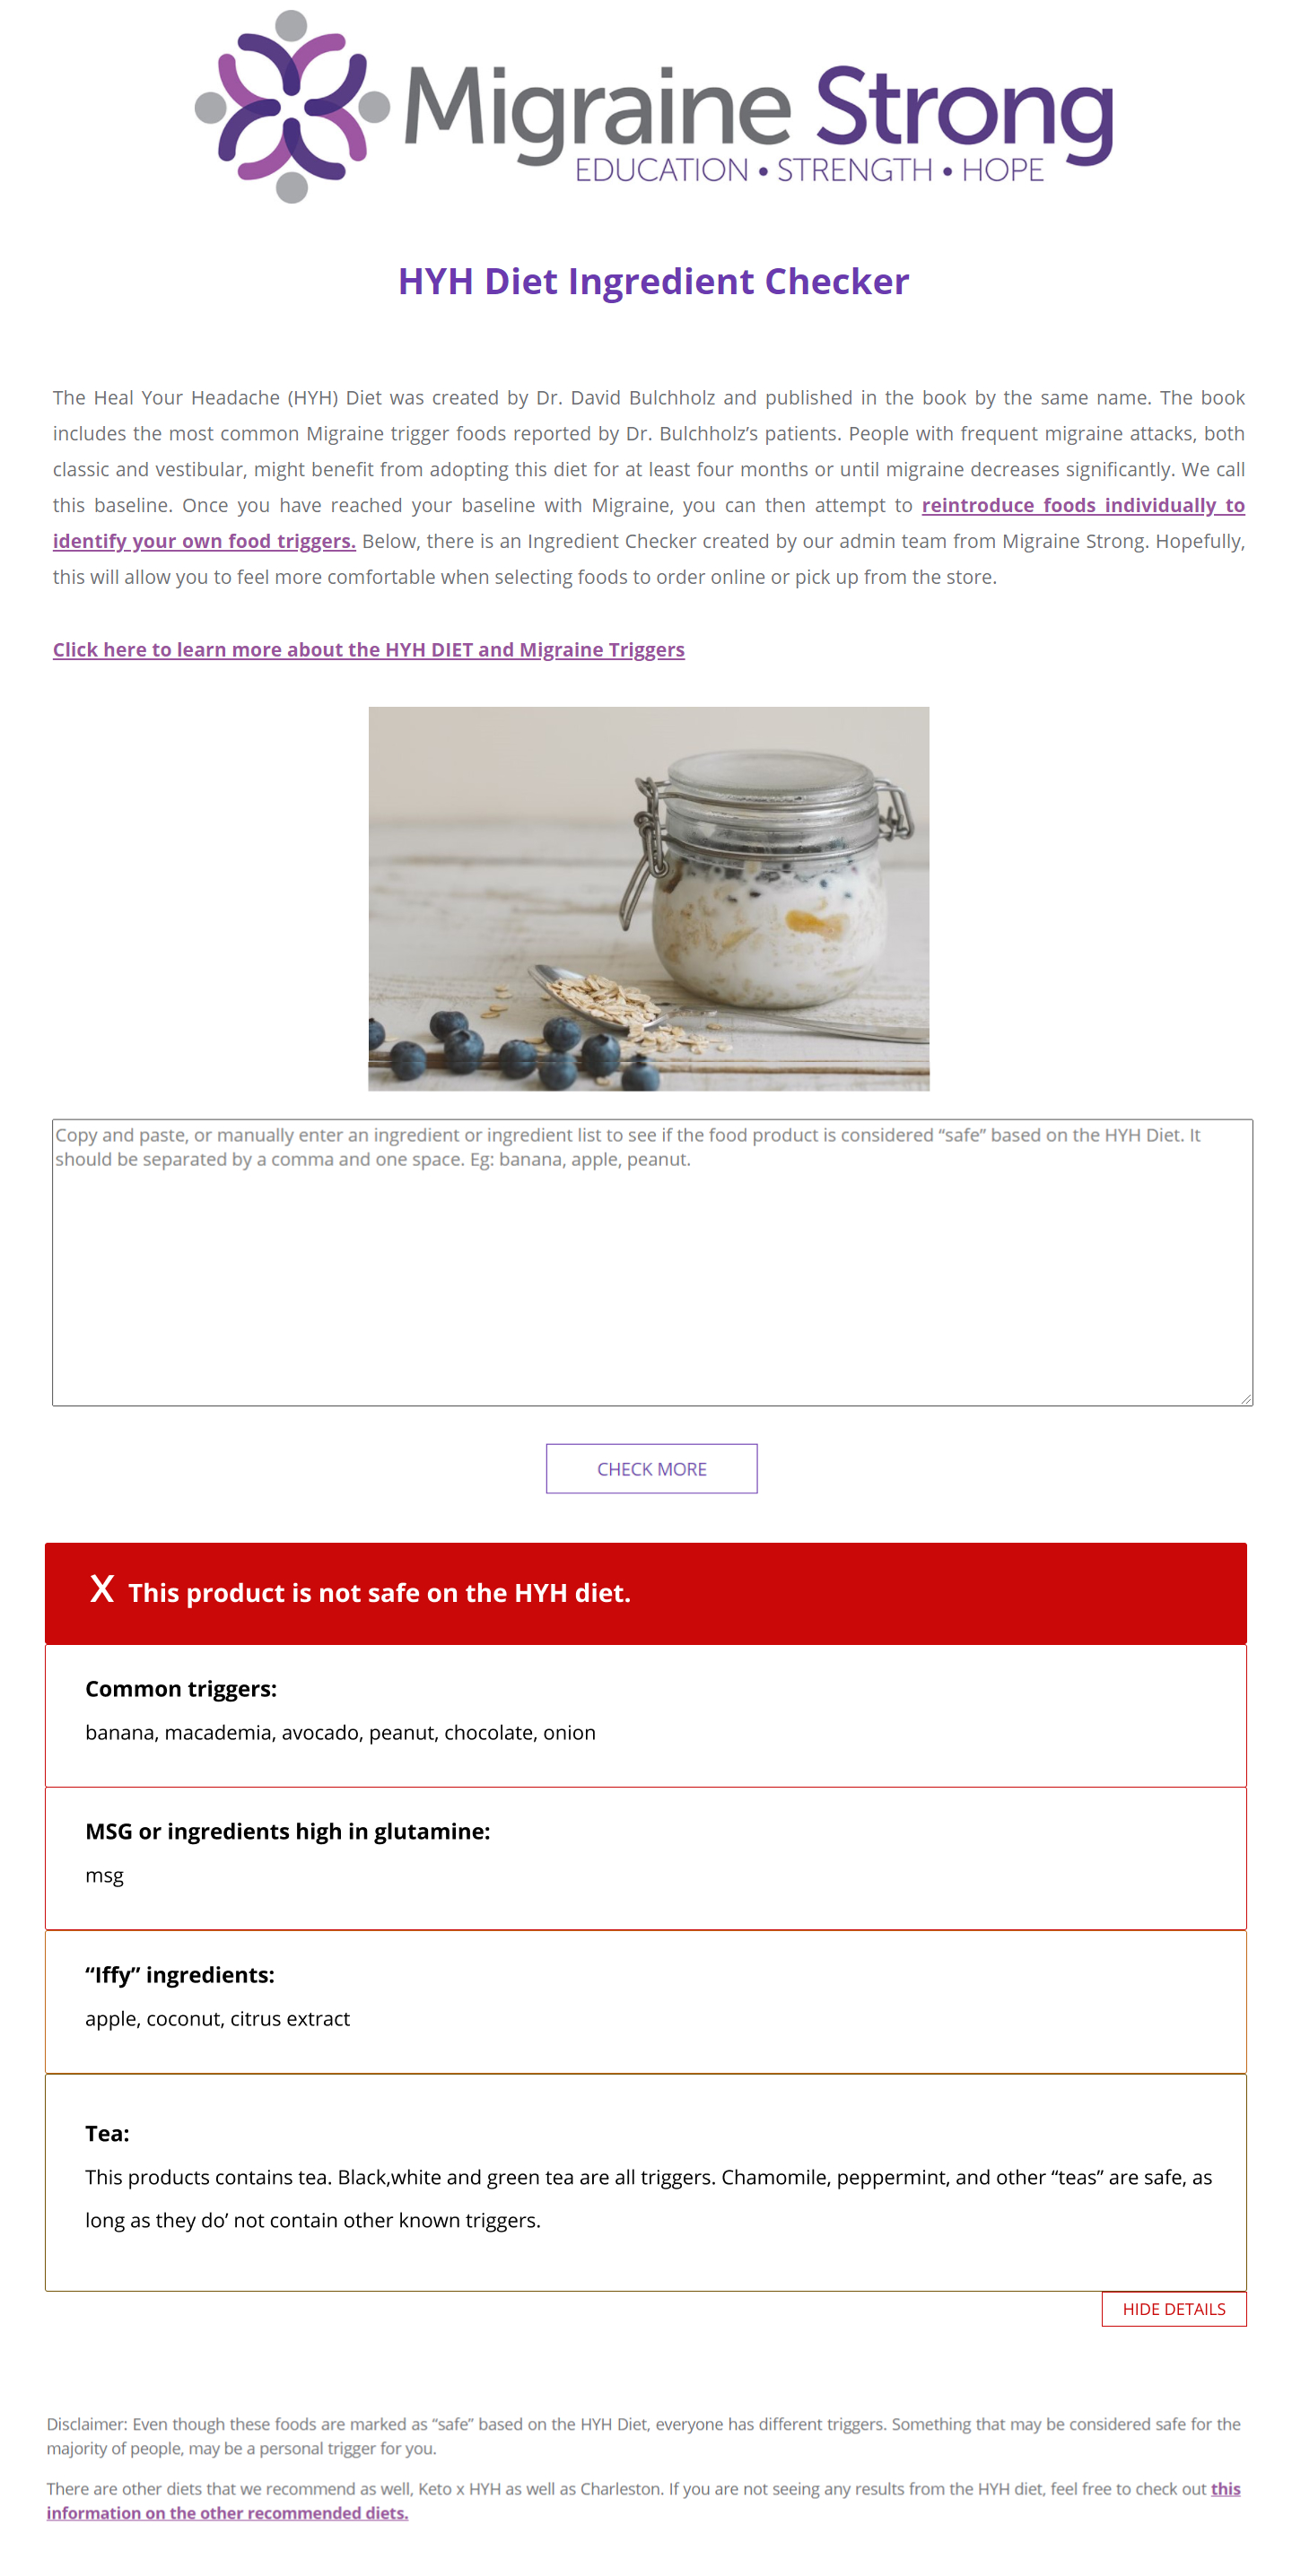 Migraine Strong
EDUCATION • STRENGTH • HOPE
HYH Diet Ingredient Checker
The Heal Your Headache (HYH) Diet was created by Dr. David Bulchholz and published in the book by the same name. The book
includes the most common Migraine trigger foods reported by Dr. Bulchholz’s patients. People with frequent migraine attacks, both
classic and vestibular, might benefit from adopting this diet for at least four months or until migraine decreases significantly. We call
this baseline. Once you have reached your baseline with Migraine, you can then attempt to reintroduce foods individually to
identify your own food triggers. Below, there is an Ingredient Checker created by our admin team from Migraine Strong. Hopefully,
this will allow you to feel more comfortable when selecting foods to order online or pick up from the store.
Click here to learn more about the HYH DIET and Migraine Triggers
Copy and paste, or manually enter an ingredient or ingredient list to see if the food product is considered “safe” based on the HYH Diet. It
should be separated by a comma and one space. Eg: banana, apple, peanut.
CHECK MORE
X This product is not safe on the HYH diet.
Common triggers:
banana, macademia, avocado, peanut, chocolate, onion
MSG or ingredients high in glutamine:
msg
“Iffy” ingredients:
apple, coconut, citrus extract
Tea:
This products contains tea. Black,white and green tea are all triggers. Chamomile, peppermint, and other “teas” are safe, as
long as they do’ not contain other known triggers.
HIDE DETAILS
Disclaimer: Even though these foods are marked as “safe” based on the HYH Diet, everyone has different triggers. Something that may be considered safe for the
majority of people, may be a personal trigger for you.
There are other diets that we recommend as well, Keto x HYH as well as Charleston. If you are not seeing any results from the HYH diet, feel free to check out this
information on the other recommended diets.